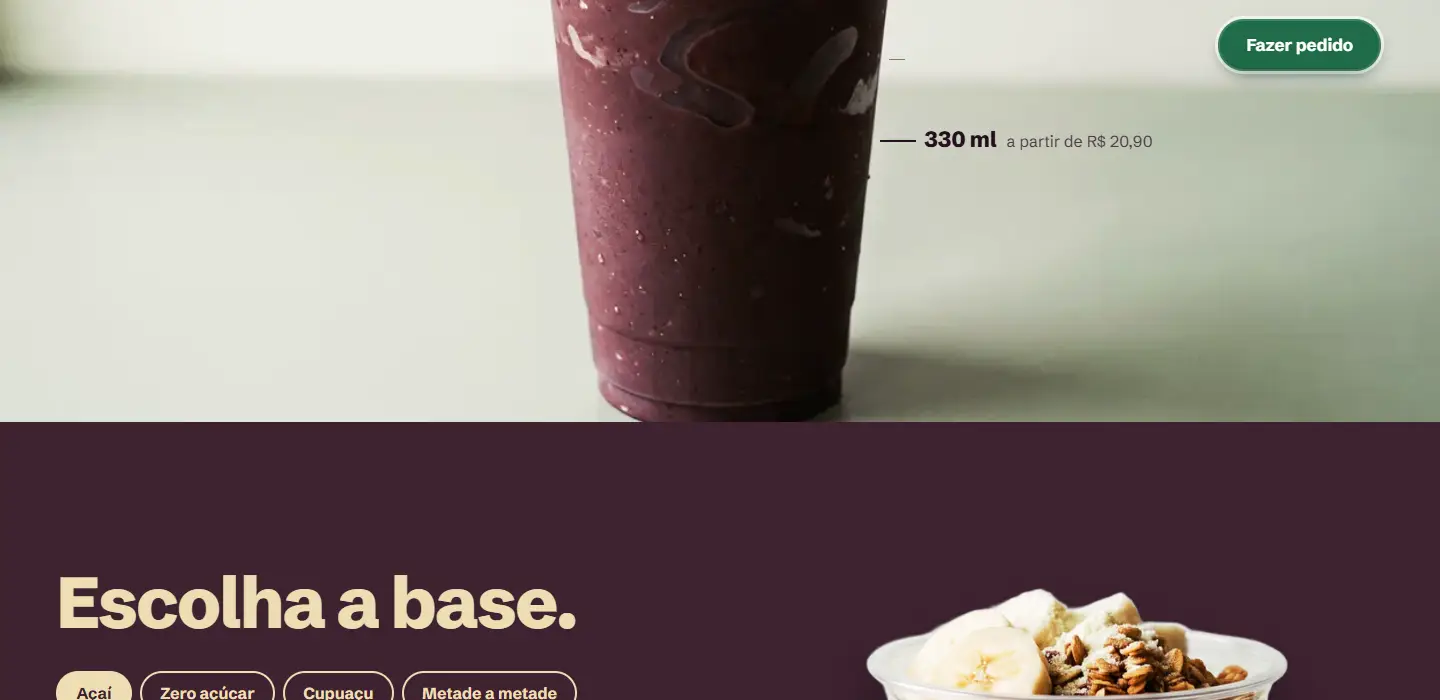 Fazer pedido
330 ml a partir de R$ 20,90
Escolha a base.
Açaí Zero açúcar Cupuaçu Metade a metade